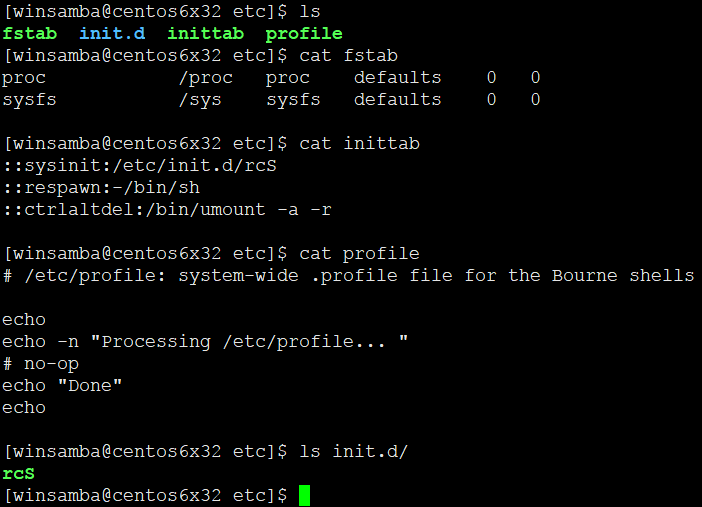 [winsamba@centos6x32 etc]$ ls
fstab  init.d  inittab  profile
[winsamba@centos6x32 etc]$ cat fstab
proc            /proc   proc    defaults    0   0
sysfs           /sys    sysfs   defaults    0   0
[winsamba@centos6x32 etc]$ cat inittab
::sysinit:/etc/init.d/rcS
::respawn:-/bin/sh
::ctrlaltdel:/bin/umount -a -r
[winsamba@centos6x32 etc]$ cat profile
# /etc/profile: system-wide .profile file for the Bourne shells
echo
echo -n "Processing /etc/profile... "
# no-op
echo "Done"
echo
[winsamba@centos6x32 etc]$ ls init.d/
rcS
[winsamba@centos6x32 etc]$